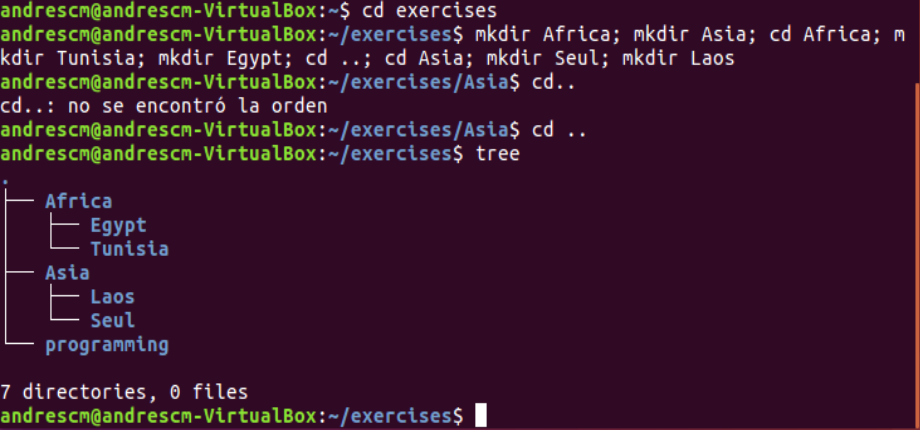 andrescm@andrescm-VirtualBox:~$ cd exercises
andrescm@andrescm-VirtualBox:~/exercises$ mkdir Africa; mkdir Asia; cd Africa; m
kdir Tunisia; mkdir Egypt; cd ..; cd Asia; mkdir Seul; mkdir Laos
andrescm@andrescm-VirtualBox:~/exercises/Asia$ cd..
cd..: no se encontró la orden
andrescm@andrescm-VirtualBox:~/exercises/Asia$ cd ..
andrescm@andrescm-VirtualBox:~/exercises$ tree
.
├── Africa
│   ├── Egypt
│   └── Tunisia
├── Asia
│   ├── Laos
│   └── Seul
└── programming
7 directories, 0 files
andrescm@andrescm-VirtualBox:~/exercises$